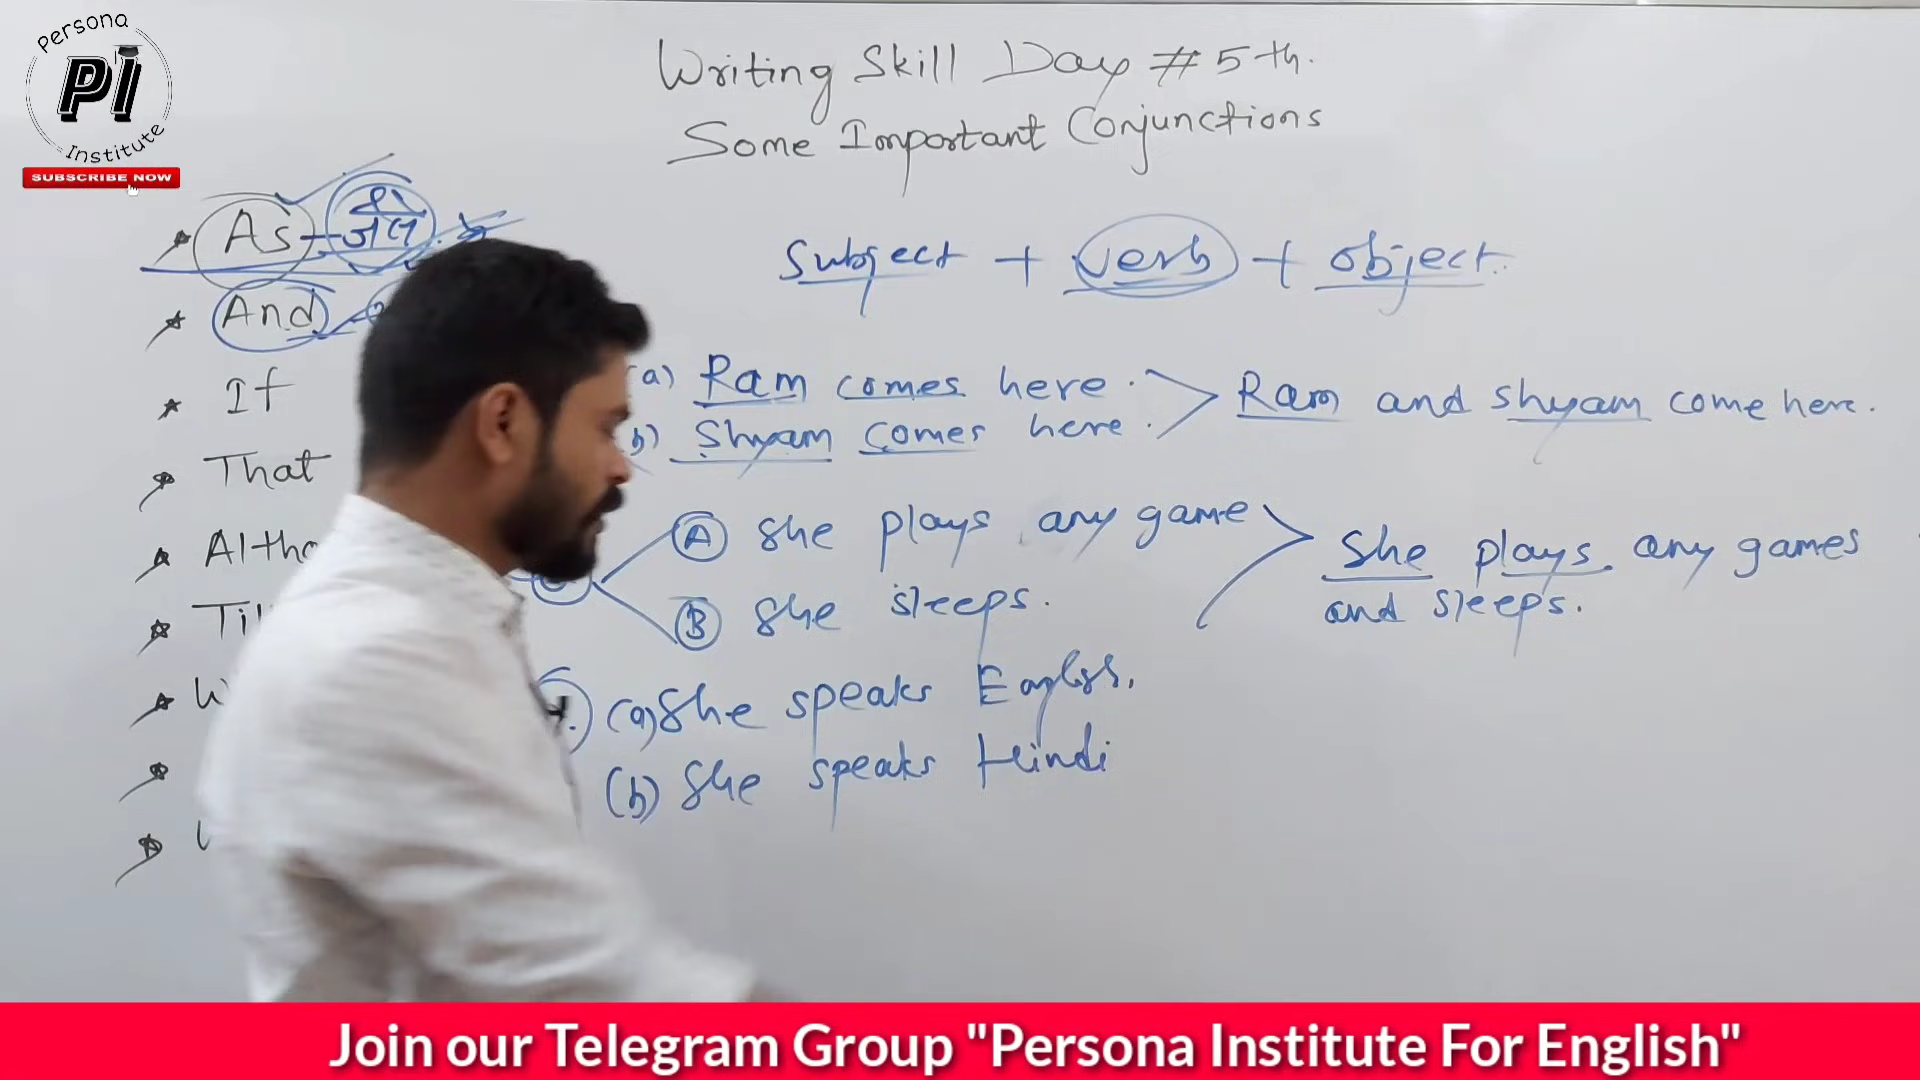 Persona
PI
Institute
SUBSCRIBE NOW
Writing Skill Day # 5th.
Some Important Conjunctions
As -
And
If
That
Altho
Til
W
Subject + verb + object.
(a) Ram comes here.
(b) Shyam comes here.
Ram and Shyam come here.
(A) She plays any game
(B) She sleeps.
She plays any games
and sleeps.
(a) She speaks English.
(b) She speaks Hindi
Join our Telegram Group "Persona Institute For English"